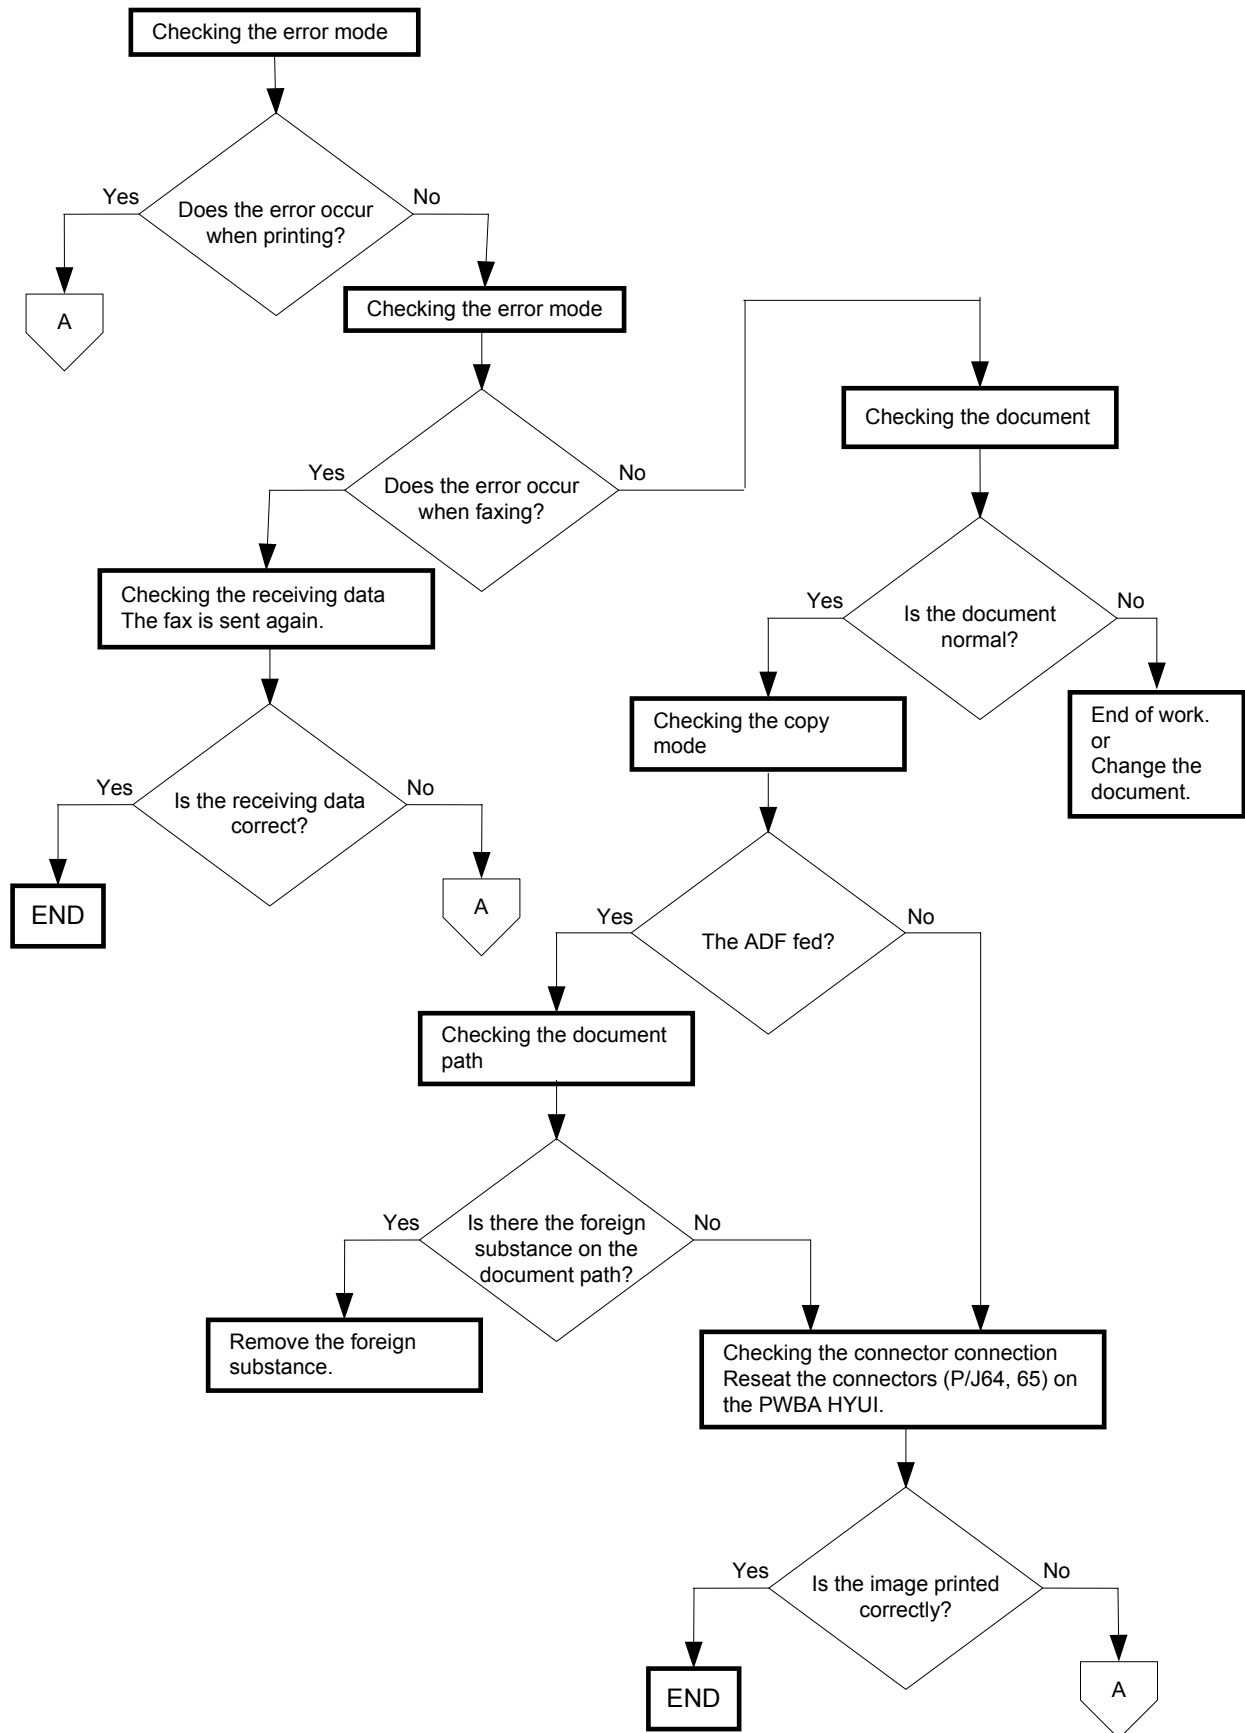 Checking the error mode
Yes
No
Does the error occur
when printing?
A
Checking the error mode
Checking the document
Yes
No
Does the error occur
when faxing?
Checking the receiving data
The fax is sent again.
Yes
No
Is the document
normal?
Checking the copy
mode
End of work.
or
Change the
document.
Yes
No
Is the receiving data
correct?
END
A
Yes
No
The ADF fed?
Checking the document
path
Yes
No
Is there the foreign
substance on the
document path?
Remove the foreign
substance.
Checking the connector connection
Reseat the connectors (P/J64, 65) on
the PWBA HYUI.
Yes
No
Is the image printed
correctly?
END
A